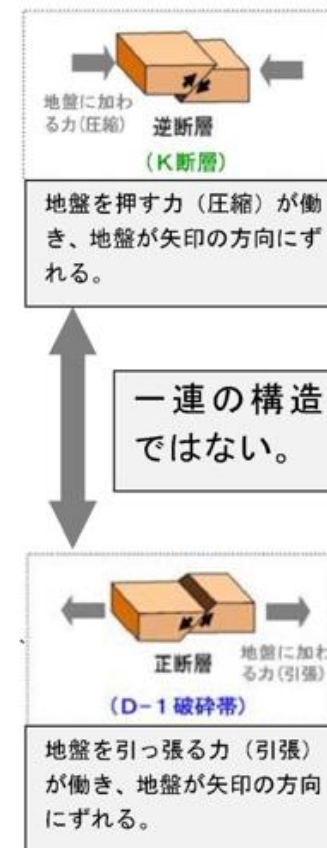 地盤に加わ
る力(圧縮)
逆断層
(K断層)
地盤を押す力（圧縮）が働
き、地盤が矢印の方向にず
れる。
一連の構造
ではない。
正断層
地盤に加わ
る力(引張)
(D-1破砕帯)
地盤を引っ張る力（引張）
が働き、地盤が矢印の方向
にずれる。